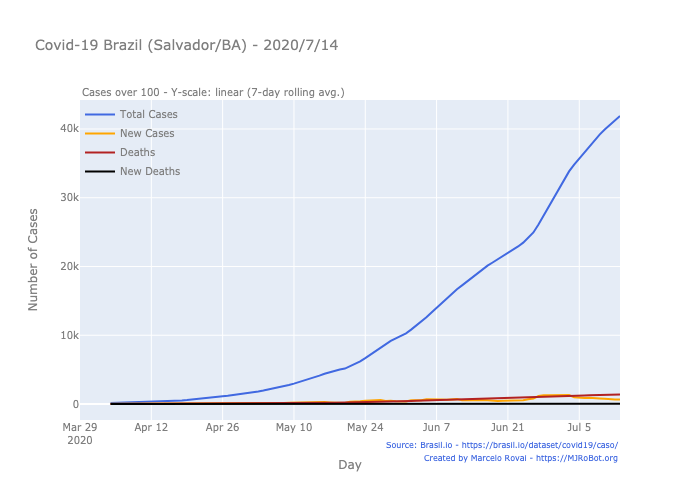 Covid-19 Brazil (Salvador/BA) - 2020/7/14
Cases over 100 - Y-scale: linear (7-day rolling avg.)
Total Cases
New Cases
Deaths
New Deaths
Number of Cases
40k
30k
20k
10k
0
Mar 29 Apr 12 Apr 26 May 10 May 24 Jun 7 Jun 21 Jul 5
2020
Source: Brasil.io - https://brasil.io/dataset/covid19/caso/
Created by Marcelo Rovai - https://MJRoBot.org
Day